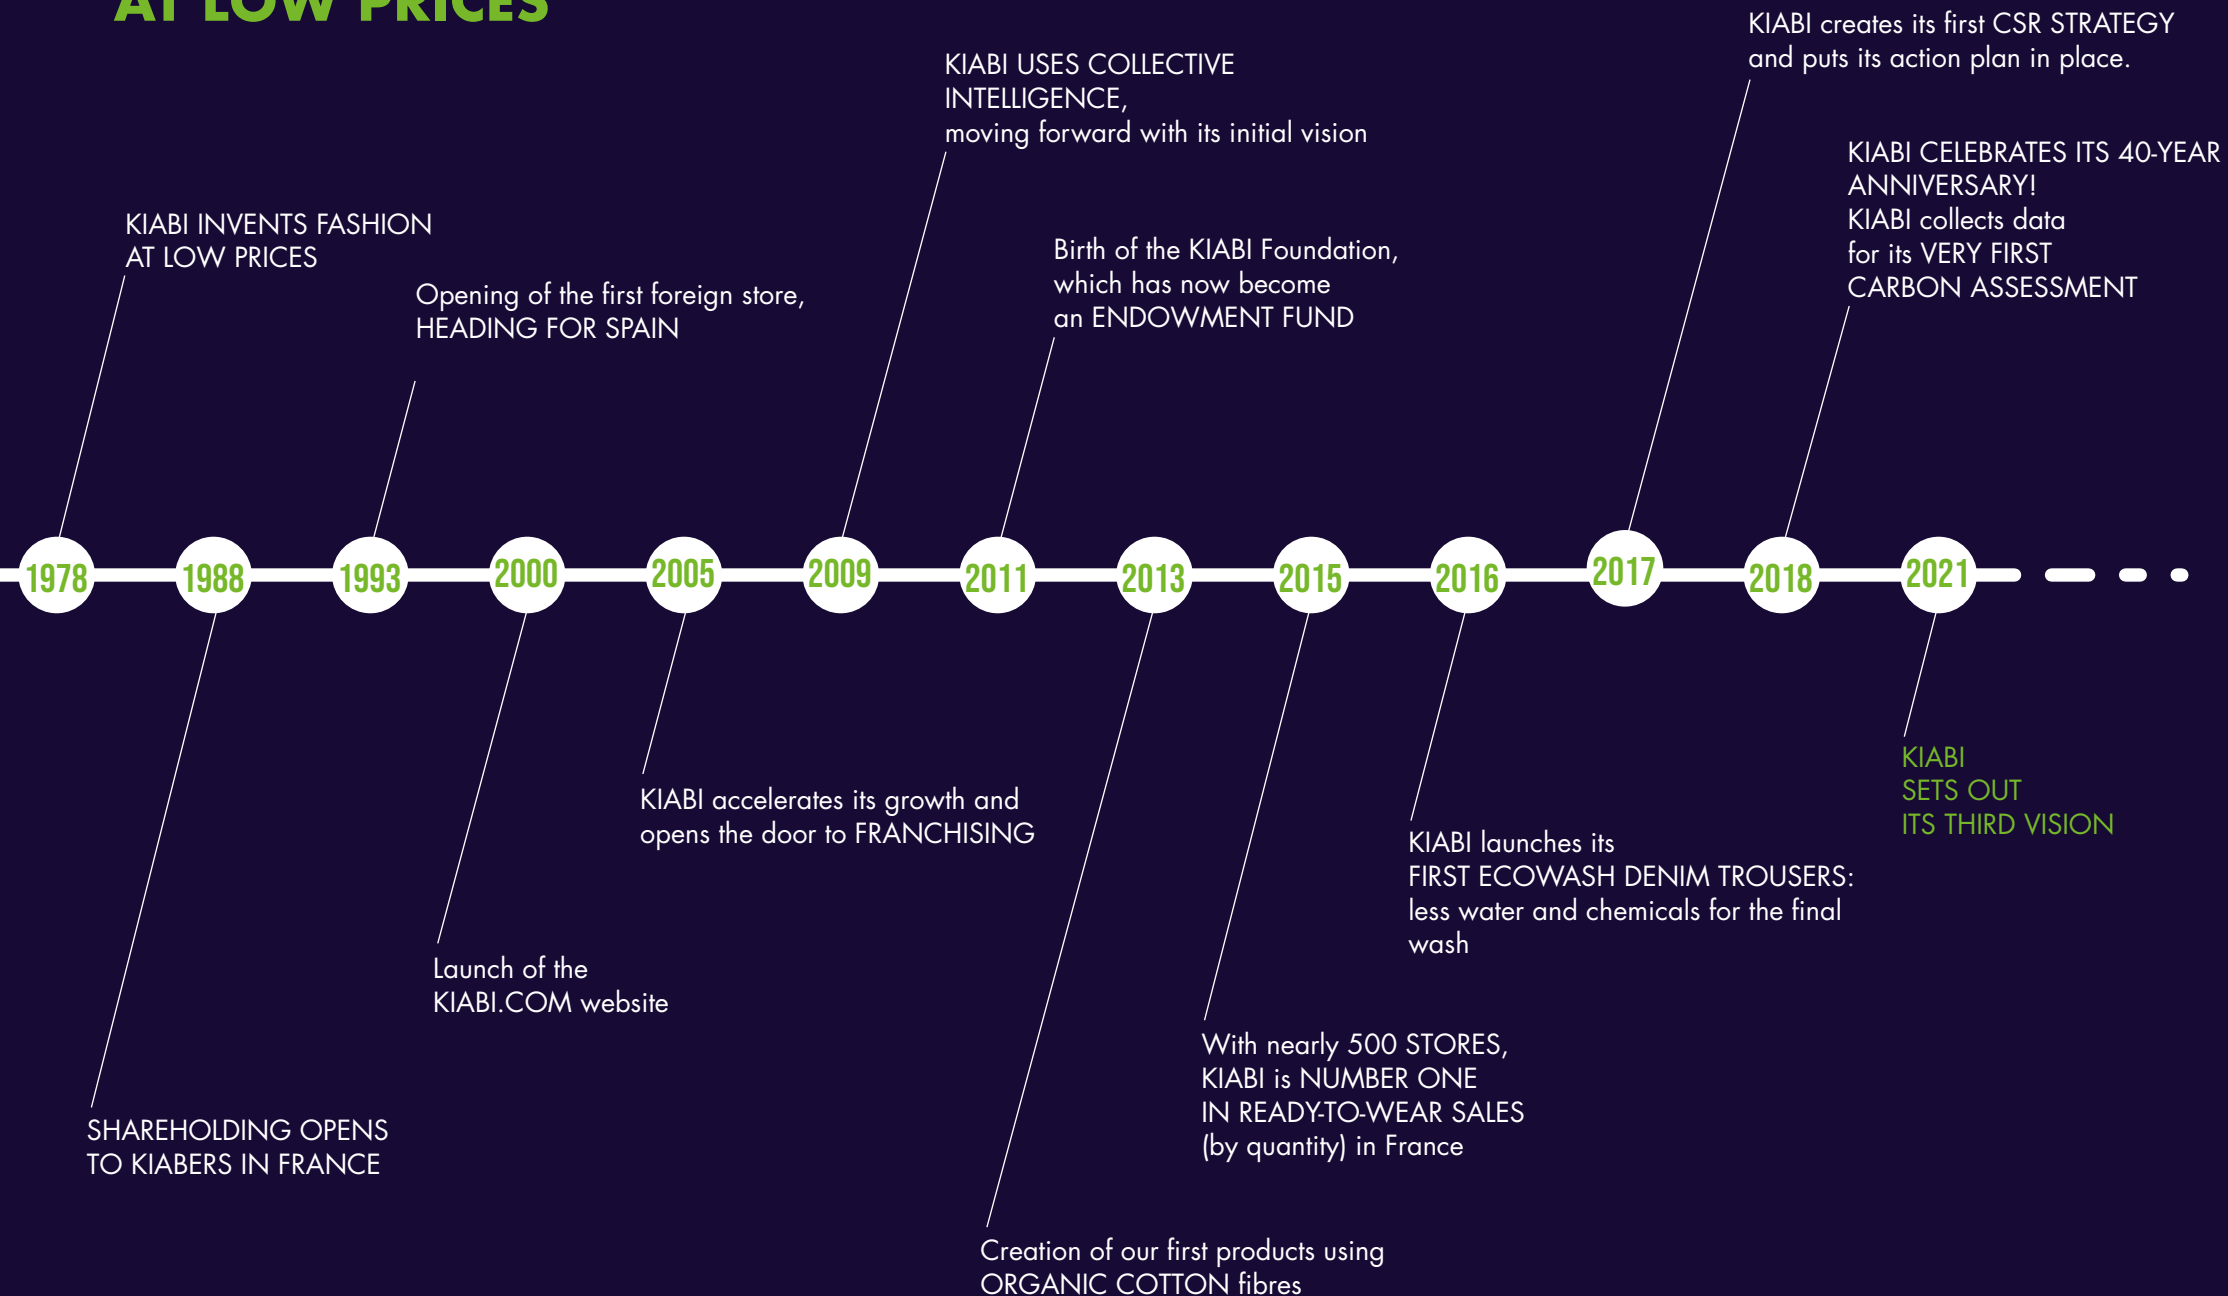 AT LOW PRICES
KIABI creates its first CSR STRATEGY
and puts its action plan in place.
KIABI USES COLLECTIVE
INTELLIGENCE,
moving forward with its initial vision
KIABI CELEBRATES ITS 40-YEAR
ANNIVERSARY!
KIABI collects data
for its VERY FIRST
CARBON ASSESSMENT
KIABI INVENTS FASHION
AT LOW PRICES
Birth of the KIABI Foundation,
which has now become
an ENDOWMENT FUND
Opening of the first foreign store,
HEADING FOR SPAIN
1978
1988
1993
2000
2005
2009
2011
2013
2015
2016
2017
2018
2021
KIABI
SETS OUT
ITS THIRD VISION
KIABI accelerates its growth and
opens the door to FRANCHISING
KIABI launches its
FIRST ECOWASH DENIM TROUSERS:
less water and chemicals for the final
wash
Launch of the
KIABI.COM website
With nearly 500 STORES,
KIABI is NUMBER ONE
IN READY-TO-WEAR SALES
(by quantity) in France
SHAREHOLDING OPENS
TO KIABERS IN FRANCE
Creation of our first products using
ORGANIC COTTON fibres